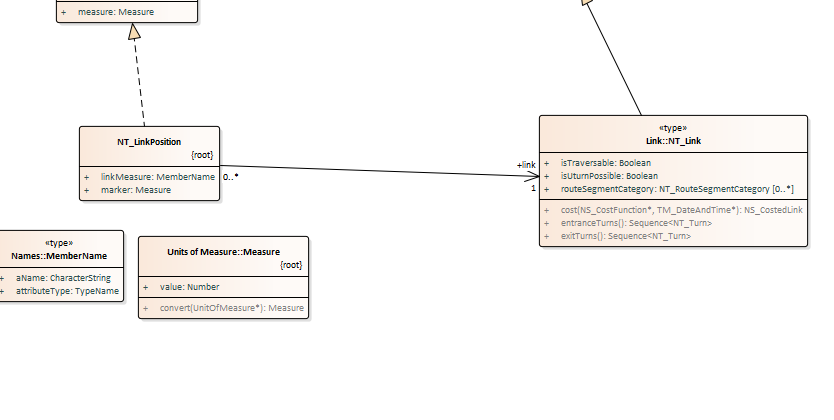 + measure: Measure
NT_LinkPosition
{root}
+ linkMeasure: MemberName
+ marker: Measure
0..*
+link
1
«type»
Link::NT_Link
+ isTraversable: Boolean
+ isUturnPossible: Boolean
+ routeSegmentCategory: NT_RouteSegmentCategory [0..*]
+ cost(NS_CostFunction*, TM_DateAndTime*): NS_CostedLink
+ entranceTurns(): Sequence<NT_Turn>
+ exitTurns(): Sequence<NT_Turn>
«type»
Names::MemberName
+ aName: CharacterString
+ attributeType: TypeName
Units of Measure::Measure
{root}
+ value: Number
+ convert(UnitOfMeasure*): Measure